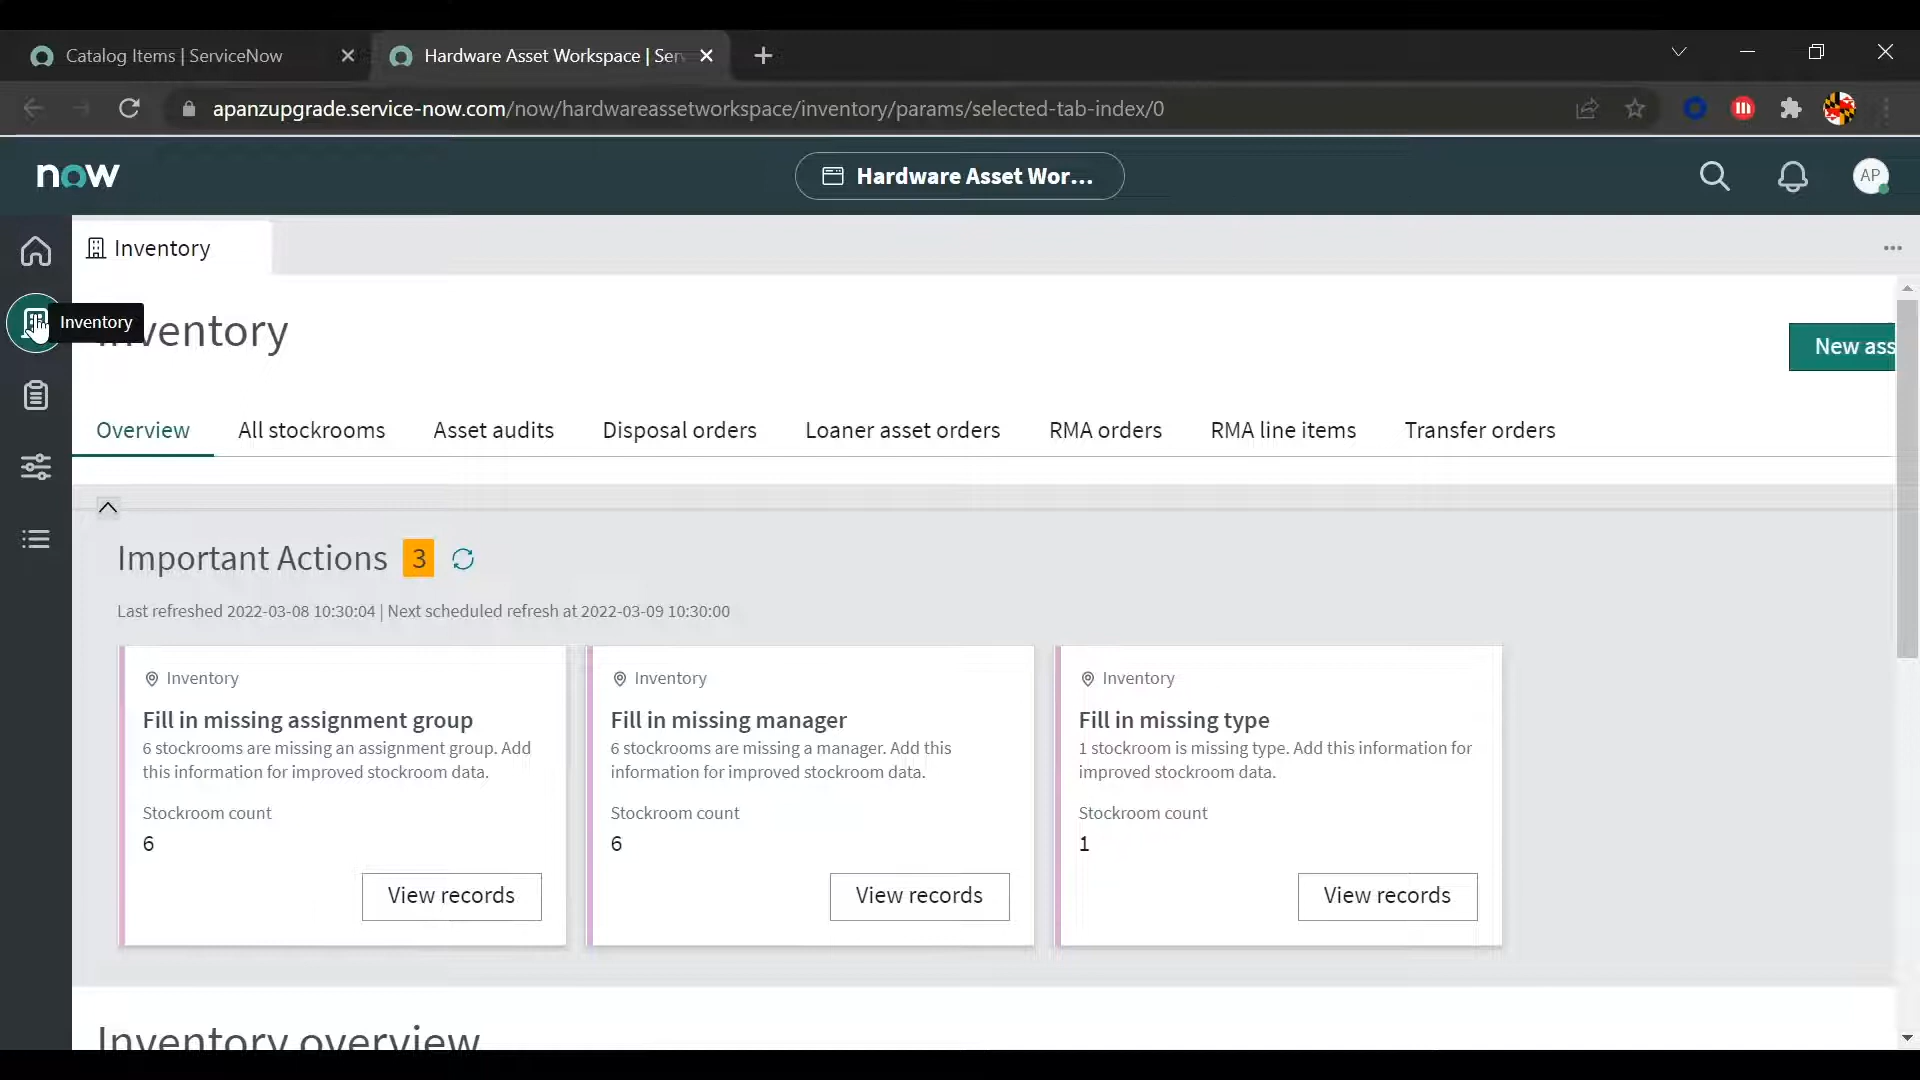 Catalog Items | ServiceNow
Hardware Asset Workspace | Ser
apanzupgrade.service-now.com/now/hardwareassetworkspace/inventory/params/selected-tab-index/0
now
Hardware Asset Wor...
AP
Inventory
Inventory
ventory
New ass
Overview
All stockrooms
Asset audits
Disposal orders
Loaner asset orders
RMA orders
RMA line items
Transfer orders
Important Actions 3
Last refreshed 2022-03-08 10:30:04 | Next scheduled refresh at 2022-03-09 10:30:00
Inventory
Fill in missing assignment group
6 stockrooms are missing an assignment group. Add
this information for improved stockroom data.
Stockroom count
6
View records
Inventory
Fill in missing manager
6 stockrooms are missing a manager. Add this
information for improved stockroom data.
Stockroom count
6
View records
Inventory
Fill in missing type
1 stockroom is missing type. Add this information for
improved stockroom data.
Stockroom count
1
View records
Inventory overview